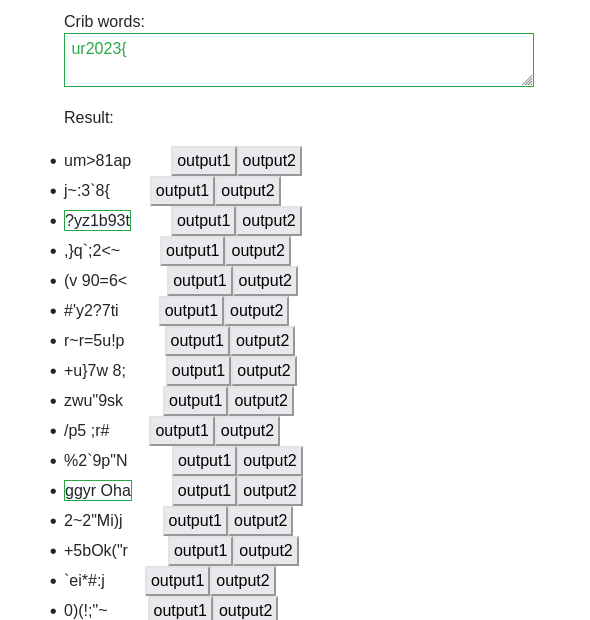 Crib words:
ur2023{
Result:
• um>81ap output1 output2
• j~:3`8{ output1 output2
• ?yz1b93t output1 output2
• ,}q`;2<~ output1 output2
• (v 90=6< output1 output2
• #'y2?7ti output1 output2
• r~r=5u!p output1 output2
• +u}7w 8; output1 output2
• zwu"9sk output1 output2
• /p5 ;r# output1 output2
• %2`9p"N output1 output2
• ggyr Oha output1 output2
• 2~2"Mi)j output1 output2
• +5bOk("r output1 output2
• `ei*#:j output1 output2
• 0)(!;"~ output1 output2